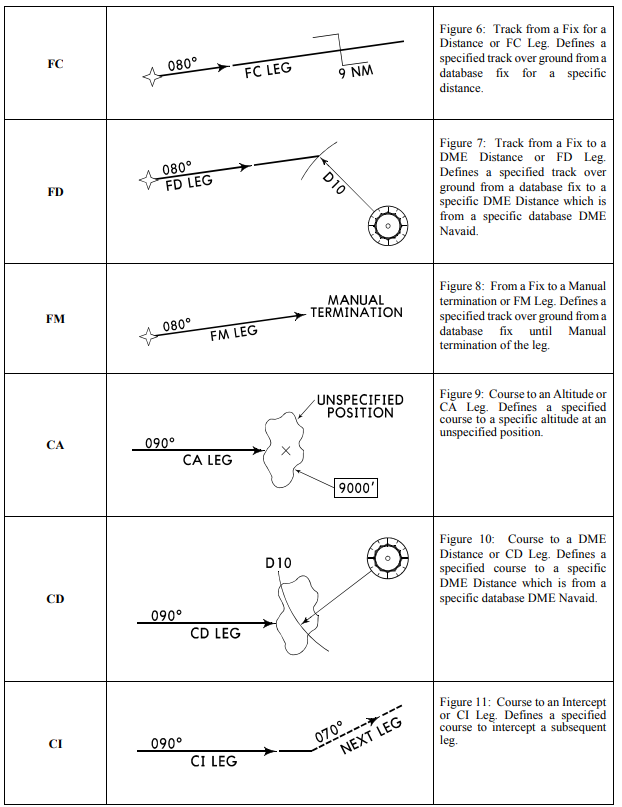 FC
080°
FC LEG
9 NM
Figure 6: Track from a Fix for a
Distance or FC Leg. Defines a
specified track over ground from a
database fix for a specific
distance.
FD
080°
FD LEG
D10
Figure 7: Track from a Fix to a
DME Distance or FD Leg.
Defines a specified track over
ground from a database fix to a
specific DME Distance which is
from a specific database DME
Navaid.
FM
080°
FM LEG
MANUAL
TERMINATION
Figure 8: From a Fix to a Manual
termination or FM Leg. Defines a
specified track over ground from a
database fix until Manual
termination of the leg.
CA
090°
CA LEG
UNSPECIFIED
POSITION
9000'
Figure 9: Course to an Altitude or
CA Leg. Defines a specified
course to a specific altitude at an
unspecified position.
CD
090°
CD LEG
D10
Figure 10: Course to a DME
Distance or CD Leg. Defines a
specified course to a specific
DME Distance which is from a
specific database DME Navaid.
CI
090°
CI LEG
070°
NEXT LEG
Figure 11: Course to an Intercept
or CI Leg. Defines a specified
course to intercept a subsequent
leg.